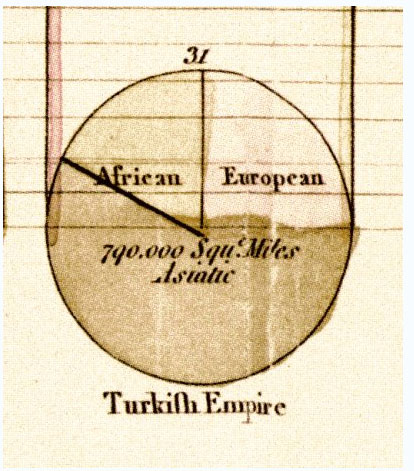 31
African European
790.000 Squ. Miles
Asiatic
Turkiſh Empire